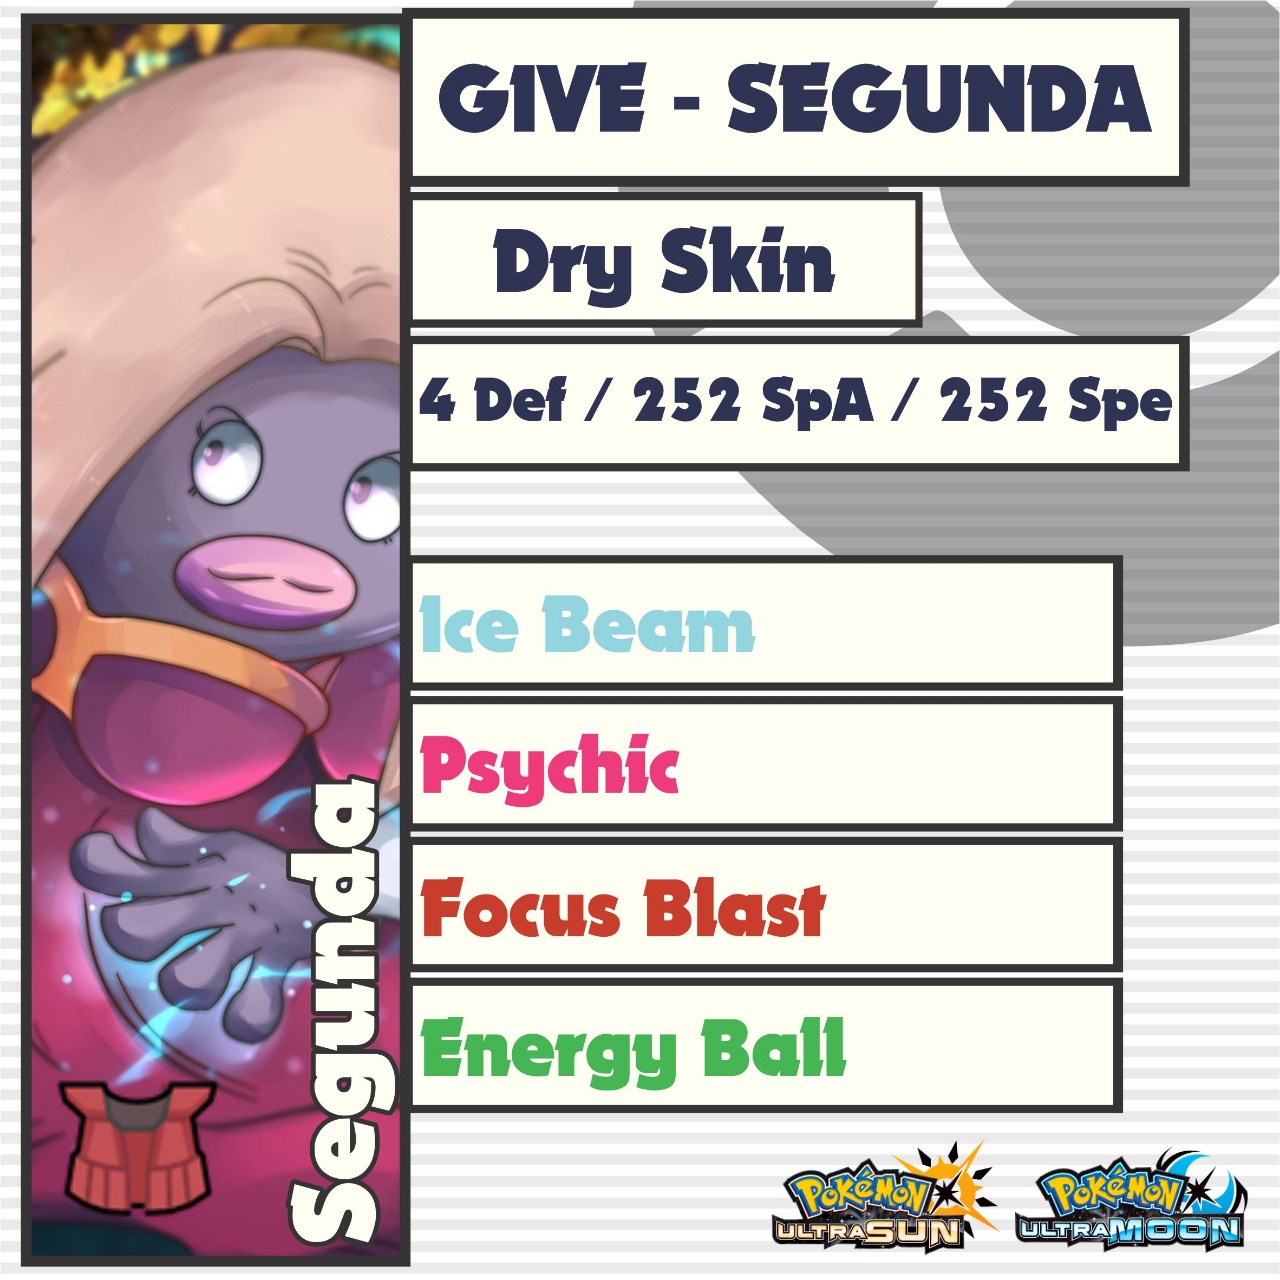 GIVE - SEGUNDA
Dry Skin
4 Def / 252 SpA / 252 Spe
Ice Beam
Psychic
Focus Blast
Energy Ball
Segunda
POKéMON
ULTRA SUN
POKéMON
ULTRA MOON